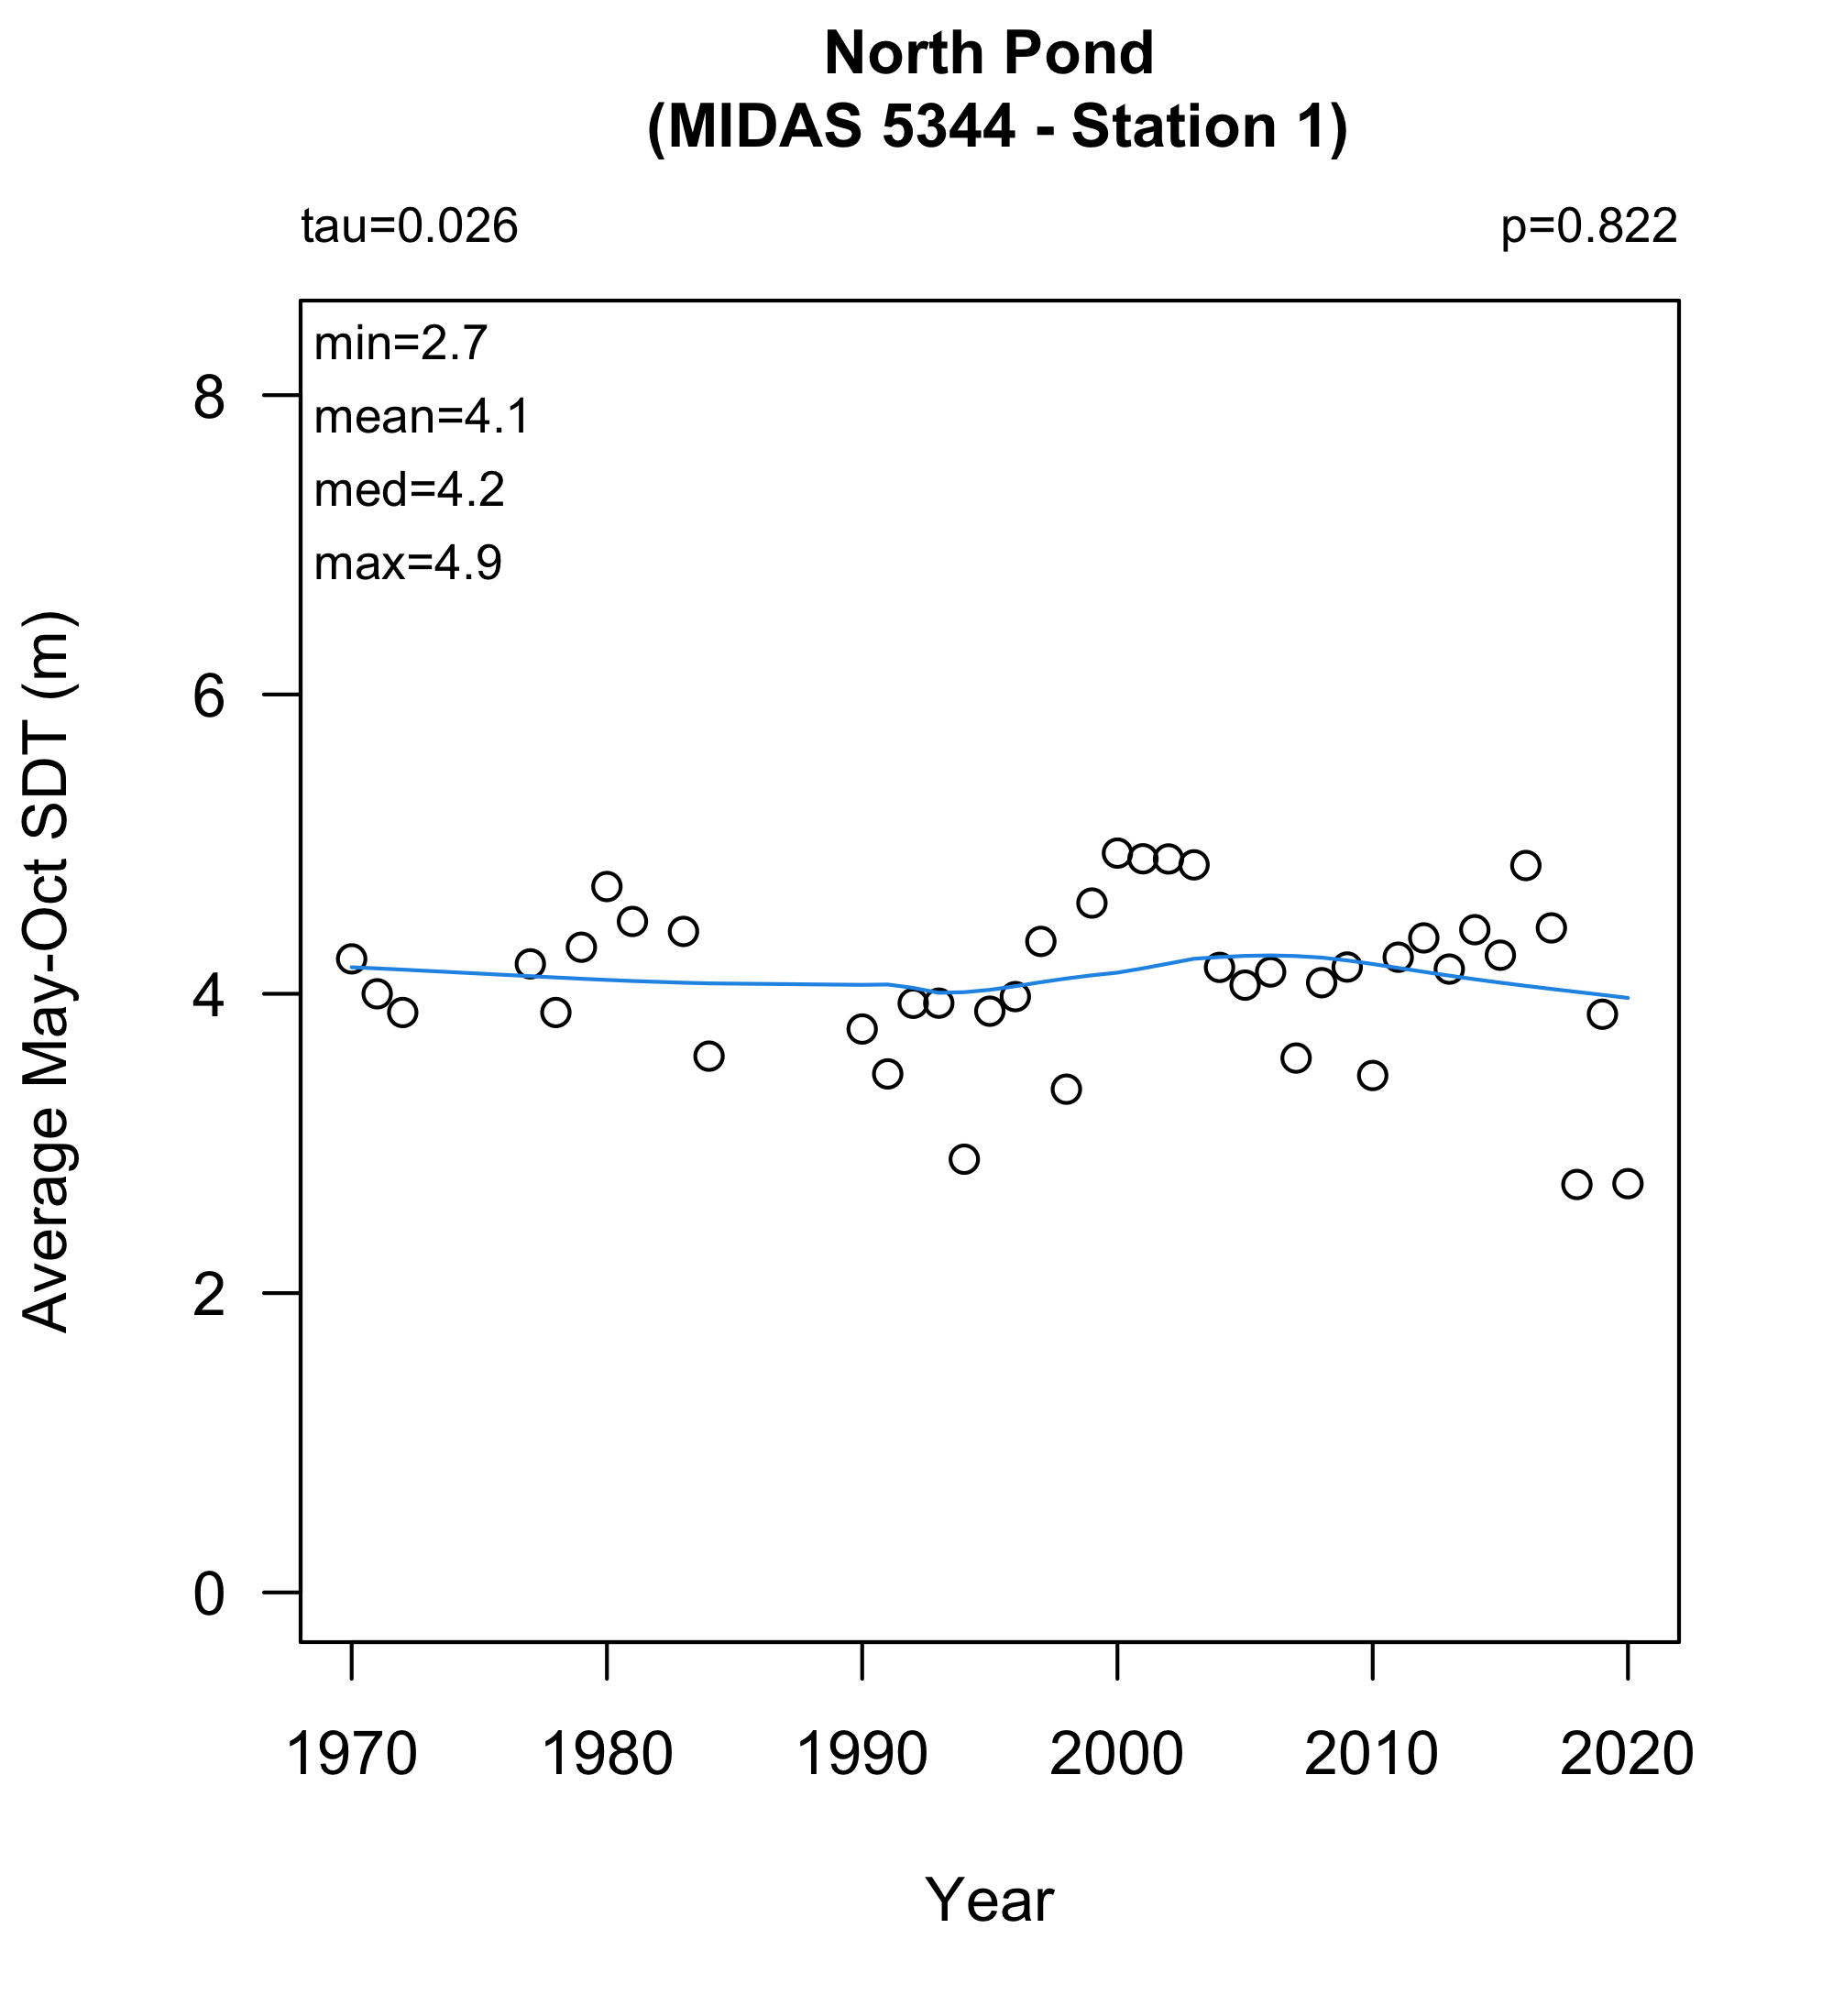 North Pond
(MIDAS 5344 - Station 1)
tau=0.026
p=0.822
min=2.7
mean=4.1
med=4.2
max=4.9
Average May-Oct SDT (m)
8
6
4
2
0
1970 1980 1990 2000 2010 2020
Year